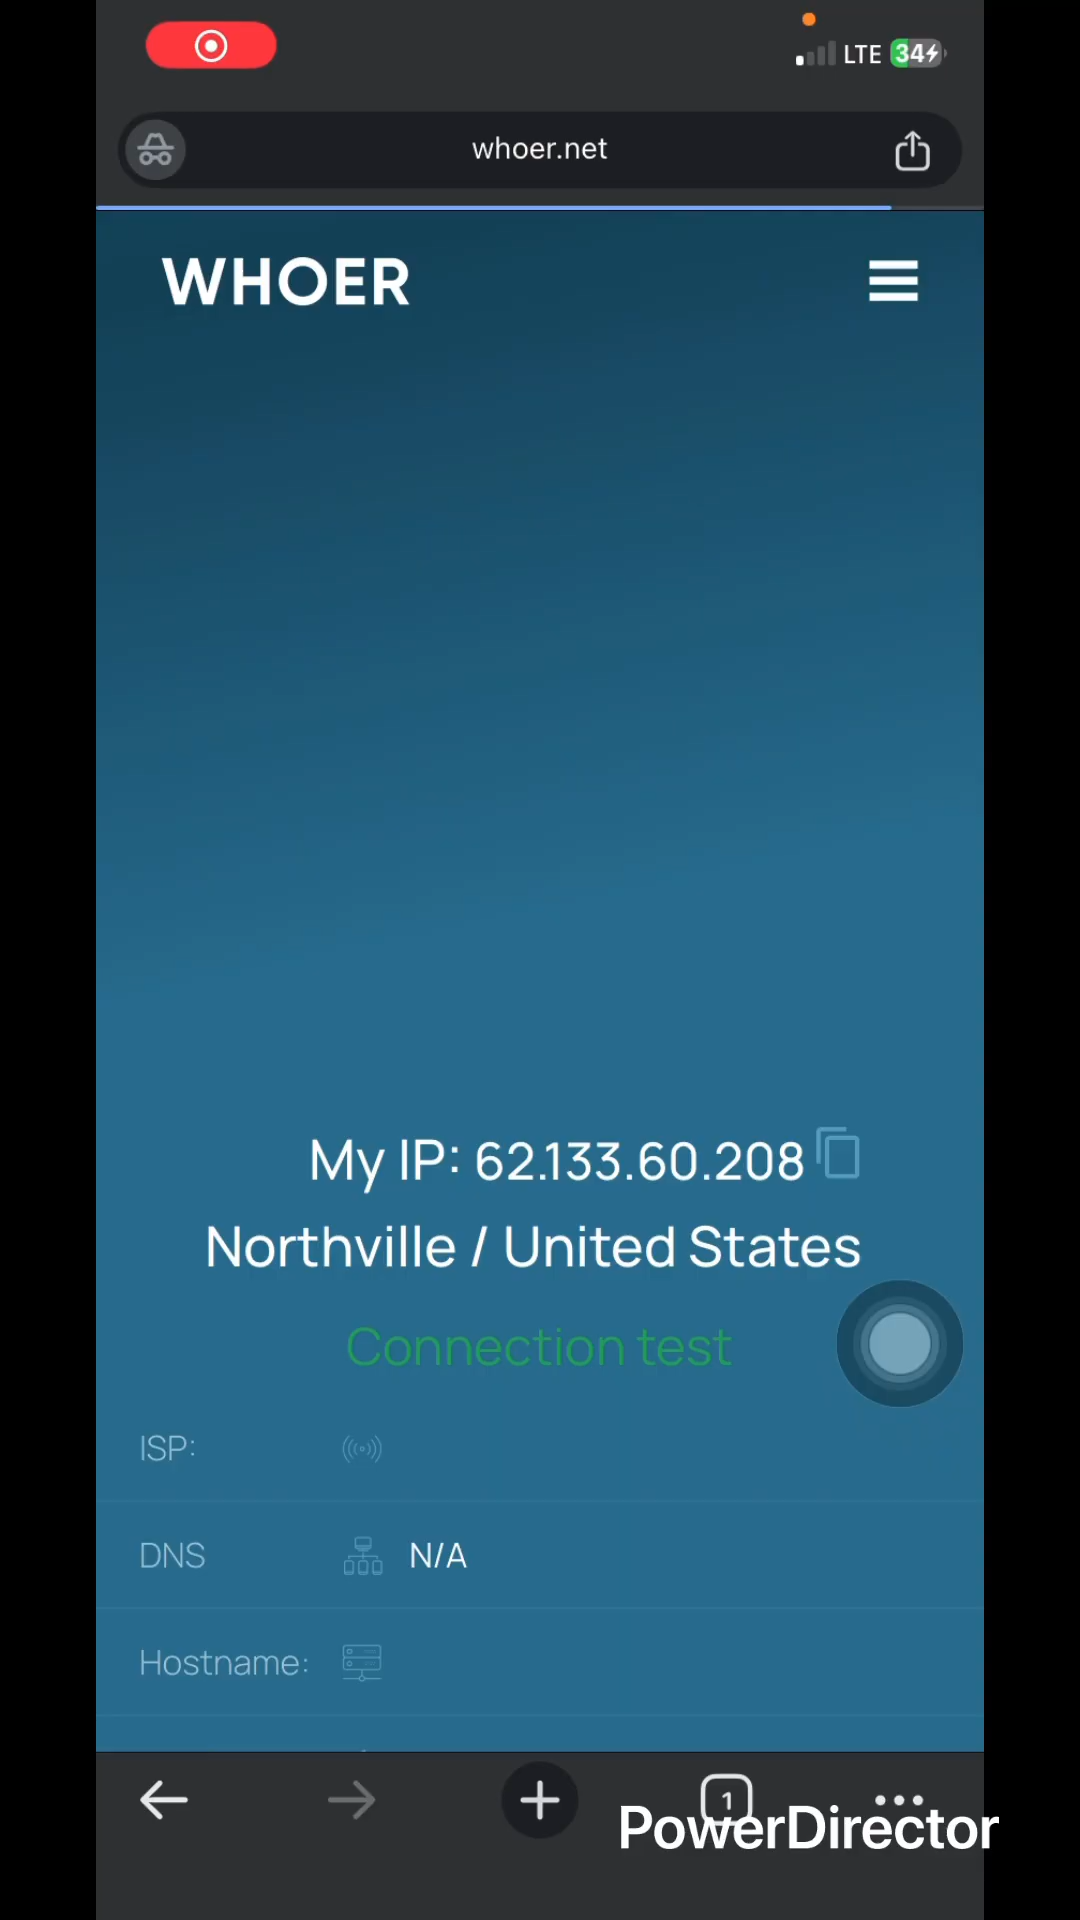 LTE 34
whoer.net
WHOER
My IP: 62.133.60.208
Northville / United States
Connection test
ISP:
DNS N/A
Hostname:
1
PowerDirector